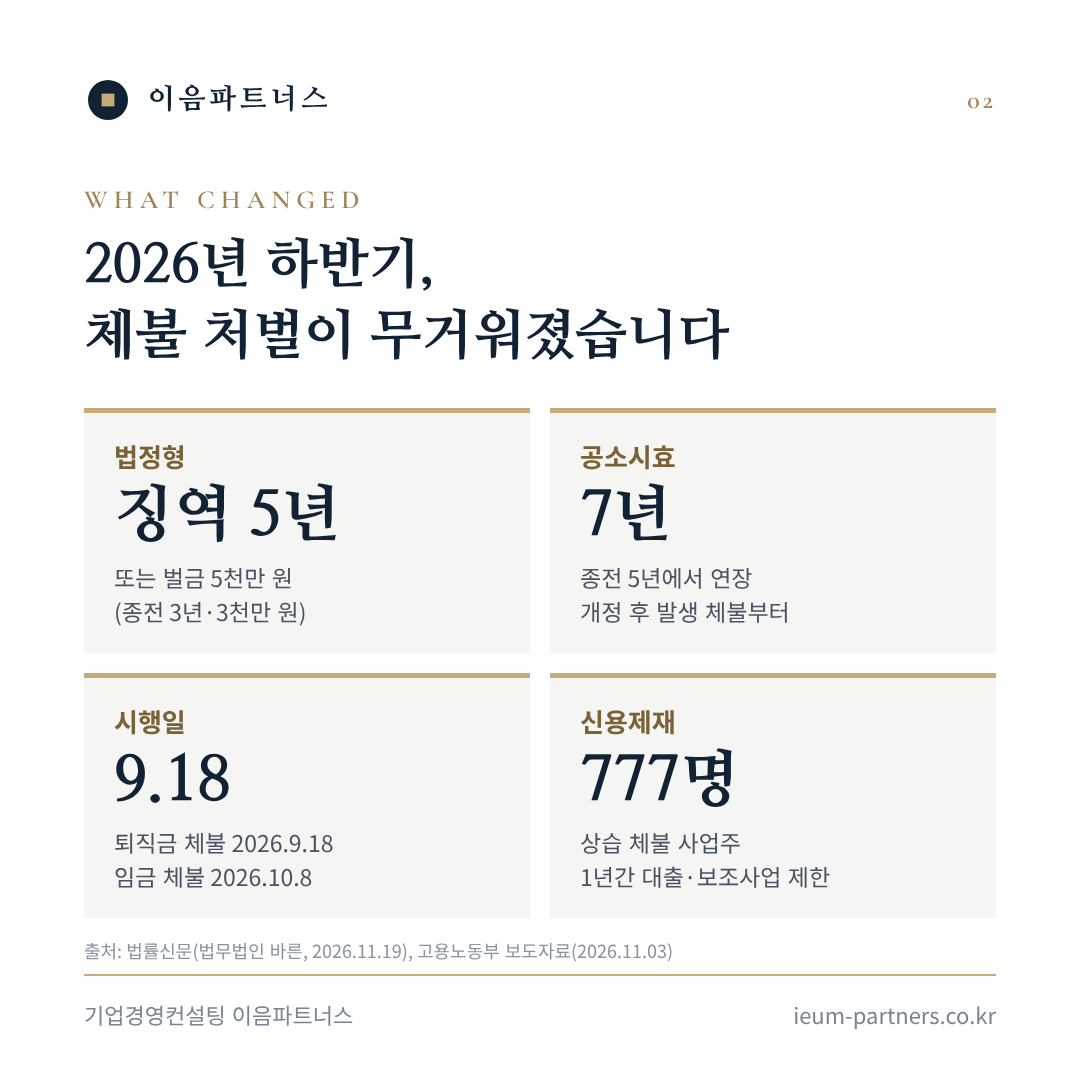 이음파트너스
02
WHAT CHANGED
2026년 하반기,
체불 처벌이 무거워졌습니다
법정형
징역 5년
또는 벌금 5천만 원
(종전 3년·3천만 원)
공소시효
7년
종전 5년에서 연장
개정 후 발생 체불부터
시행일
9.18
퇴직금 체불 2026.9.18
임금 체불 2026.10.8
신용제재
777명
상습 체불 사업주
1년간 대출·보조사업 제한
출처: 법률신문(법무법인 바른, 2026.11.19), 고용노동부 보도자료(2026.11.03)
기업경영컨설팅 이음파트너스
ieum-partners.co.kr